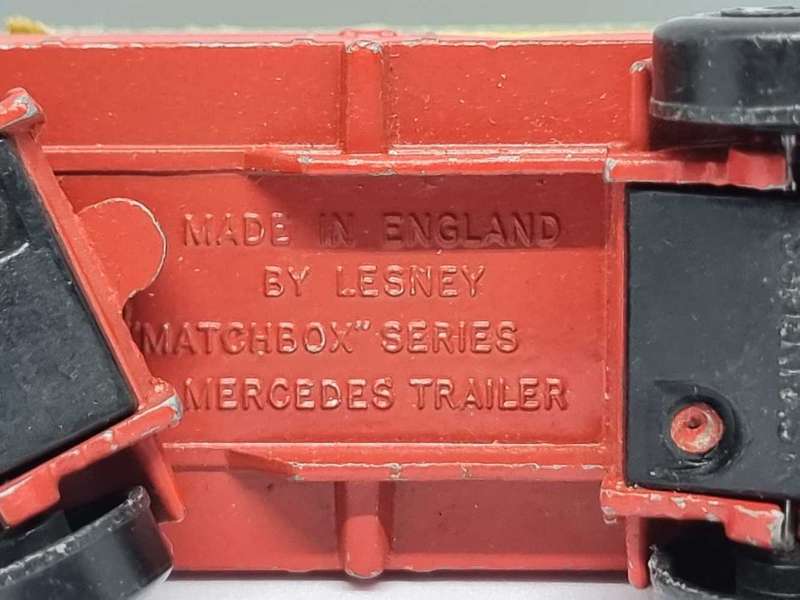 MADE IN ENGLAND
BY LESNEY
"MATCHBOX" SERIES
MERCEDES TRAILER